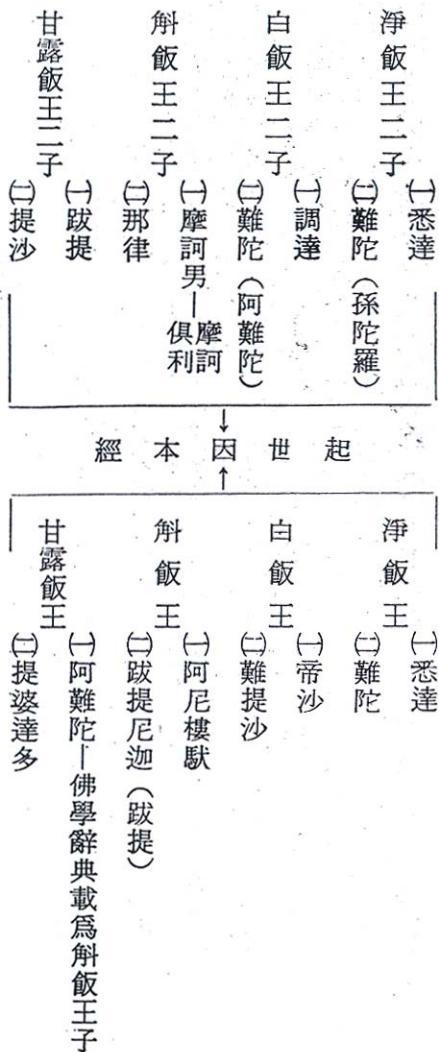 淨飯王二子
㈠悉達
㈡難陀(孫陀羅)
白飯王二子
㈠調達
㈡難陀(阿難陀)
斛飯王二子
㈠摩訶男—摩訶俱利
㈡那律
甘露飯王二子
㈠跋提
㈡提沙
起世因本經
淨飯王
㈠悉達
㈡難陀
白飯王
㈠帝沙
㈡難提沙
斛飯王
㈠阿尼樓馱
㈡跋提尼迦(跋提)
甘露飯王
㈠阿難陀—佛學辭典載爲斛飯王子
㈡提婆達多